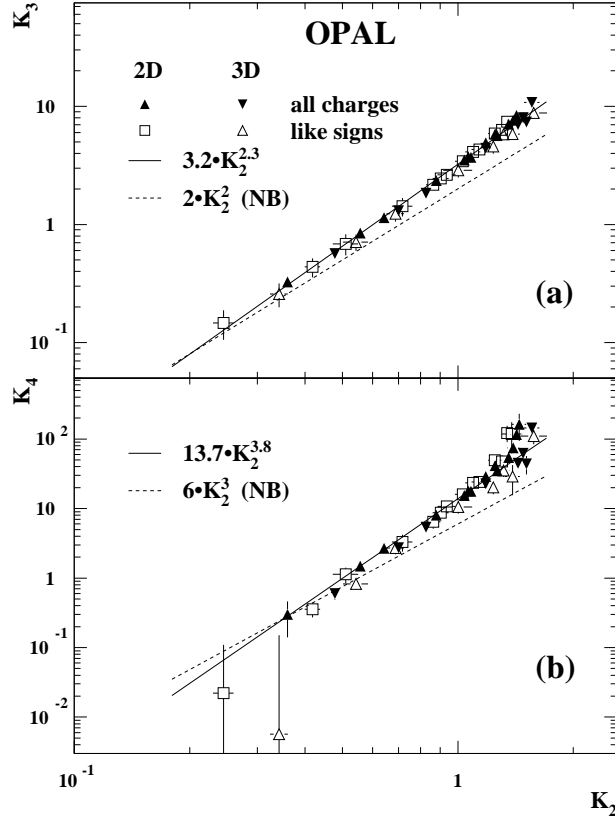 K₃
OPAL
2D 3D
all charges
like signs
3.2•K₂^2.3
2•K₂^2 (NB)
10
1
10^-1
(a)
K₄
13.7•K₂^3.8
6•K₂^3 (NB)
10^2
10
1
10^-1
10^-2
(b)
10^-1 1
K₂